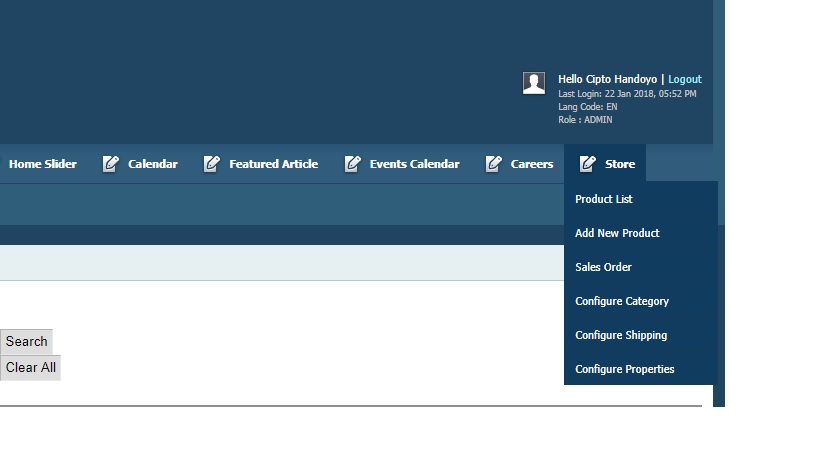 Hello Cipto Handoyo | Logout
Last Login: 22 Jan 2018, 05:52 PM
Lang Code: EN
Role : ADMIN
Home Slider Calendar Featured Article Events Calendar Careers Store
Product List
Add New Product
Sales Order
Configure Category
Configure Shipping
Configure Properties
Search
Clear All